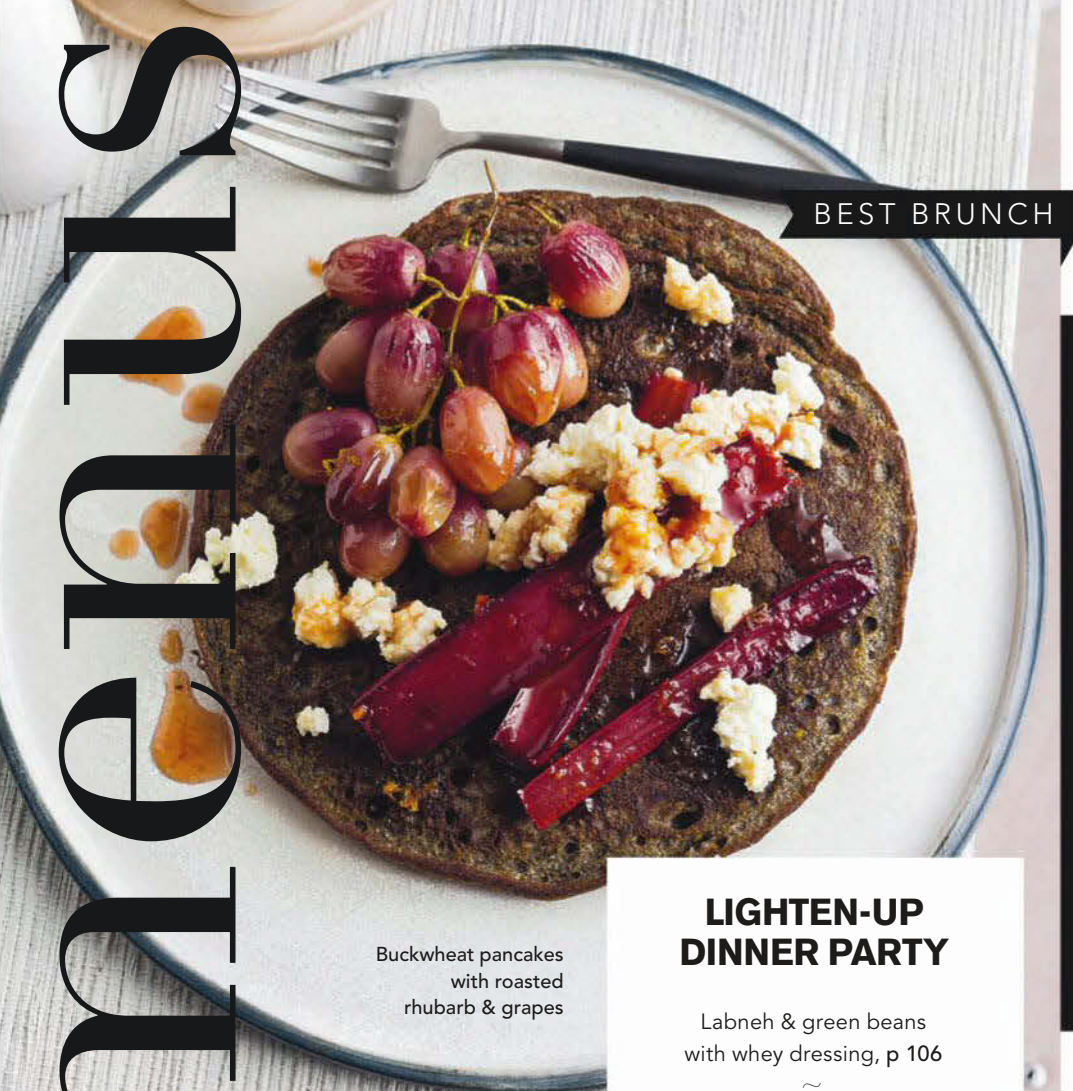 menus
BEST BRUNCH
Buckwheat pancakes
with roasted
rhubarb & grapes
LIGHTEN-UP
DINNER PARTY
Labneh & green beans
with whey dressing, p 106
~